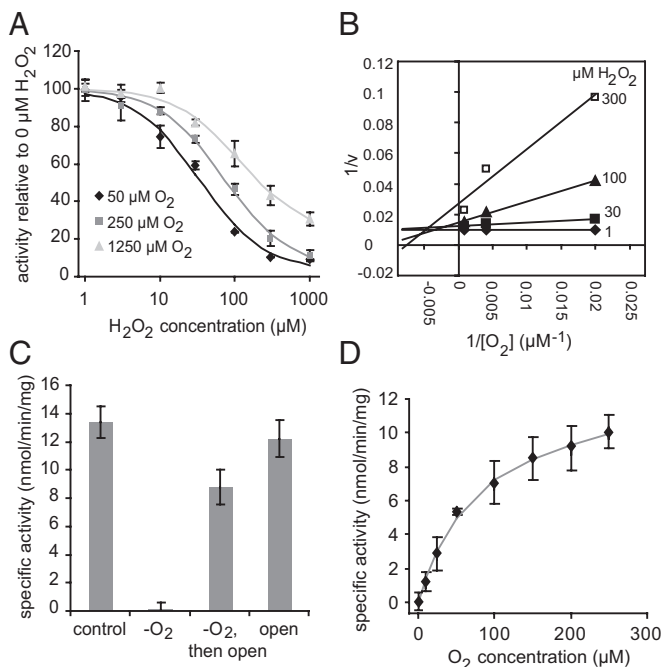 A
activity relative to 0 µM H2O2
120
100
80
60
40
20
0
50 µM O2
250 µM O2
1250 µM O2
1
10
100
1000
H2O2 concentration (µM)
B
1/v
0.12
0.1
0.08
0.06
0.04
0.02
0
-0.02
µM H2O2
300
100
30
1
-0.005
0
0.005
0.01
0.015
0.02
0.025
1/[O2] (µM-1)
C
specific activity (nmol/min/mg)
16
14
12
10
8
6
4
2
0
control
-O2
-O2, then open
open
D
specific activity (nmol/min/mg)
12
10
8
6
4
2
0
0
100
200
300
O2 concentration (µM)